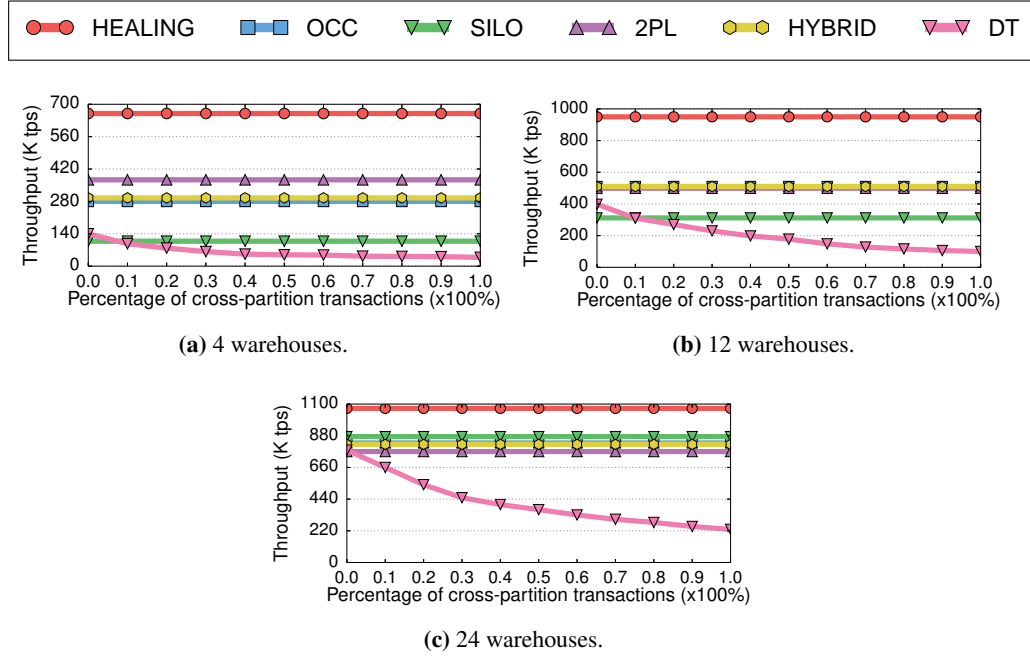 HEALING OCC SILO 2PL HYBRID DT
Throughput (K tps)
700
560
420
280
140
0
0.0 0.1 0.2 0.3 0.4 0.5 0.6 0.7 0.8 0.9 1.0
Percentage of cross-partition transactions (x100%)
(a) 4 warehouses.
Throughput (K tps)
1000
800
600
400
200
0
0.0 0.1 0.2 0.3 0.4 0.5 0.6 0.7 0.8 0.9 1.0
Percentage of cross-partition transactions (x100%)
(b) 12 warehouses.
Throughput (K tps)
1100
880
660
440
220
0
0.0 0.1 0.2 0.3 0.4 0.5 0.6 0.7 0.8 0.9 1.0
Percentage of cross-partition transactions (x100%)
(c) 24 warehouses.